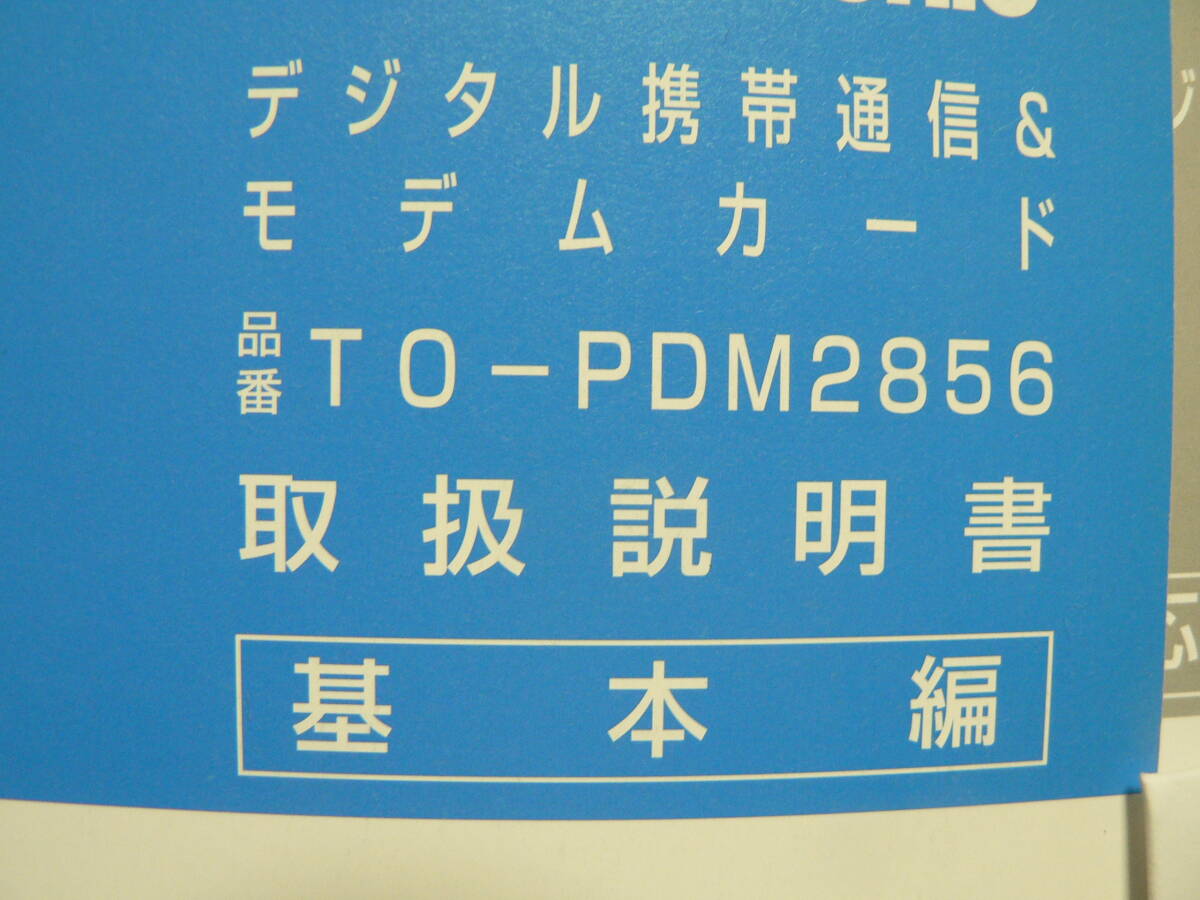 デジタル携帯通信&
モデムカード
品番 TO-PDM2856
取扱説明書
基本編